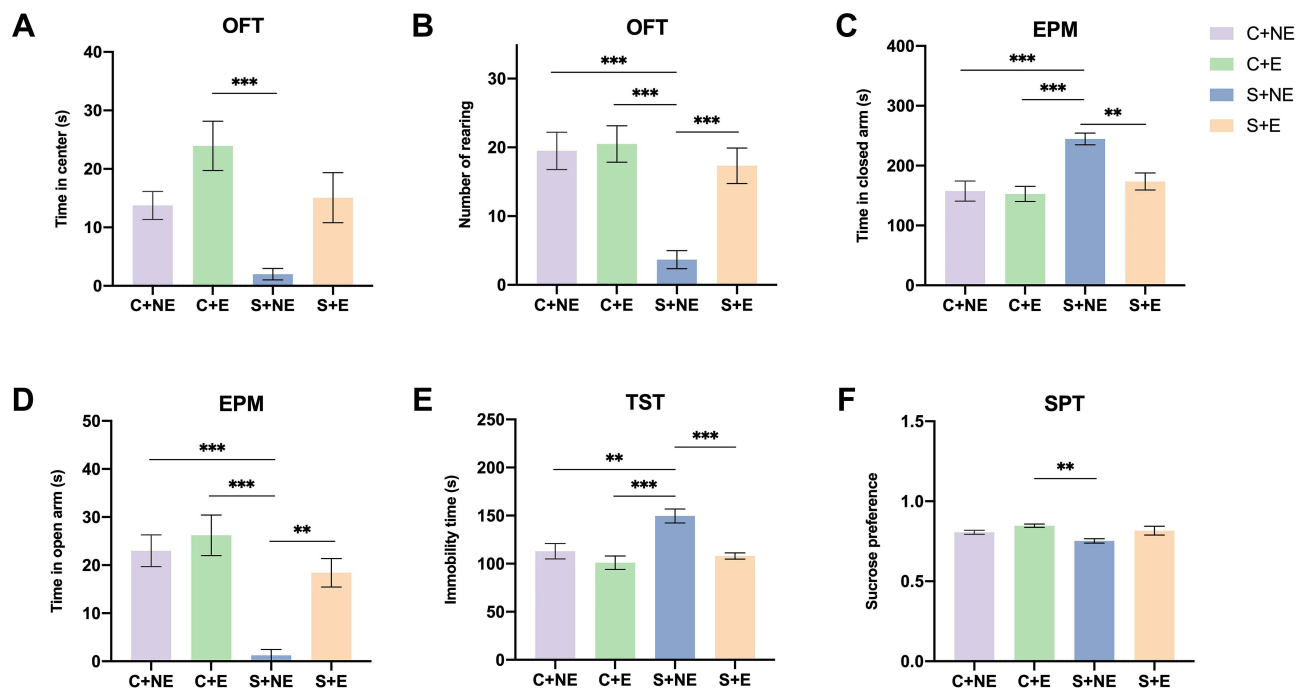 A
OFT
Time in center (s)
40
30
20
10
0
***
C+NE
C+E
S+NE
S+E
B
OFT
Number of rearing
30
20
10
0
***
***
***
C+NE
C+E
S+NE
S+E
C
EPM
Time in closed arm (s)
400
300
200
100
0
***
***
**
C+NE
C+E
S+NE
S+E
C+NE
C+E
S+NE
S+E
D
EPM
Time in open arm (s)
50
40
30
20
10
0
***
***
**
C+NE
C+E
S+NE
S+E
E
TST
Immobility time (s)
250
200
150
100
50
0
***
**
***
C+NE
C+E
S+NE
S+E
F
SPT
Sucrose preference
1.5
1.0
0.5
0.0
**
C+NE
C+E
S+NE
S+E